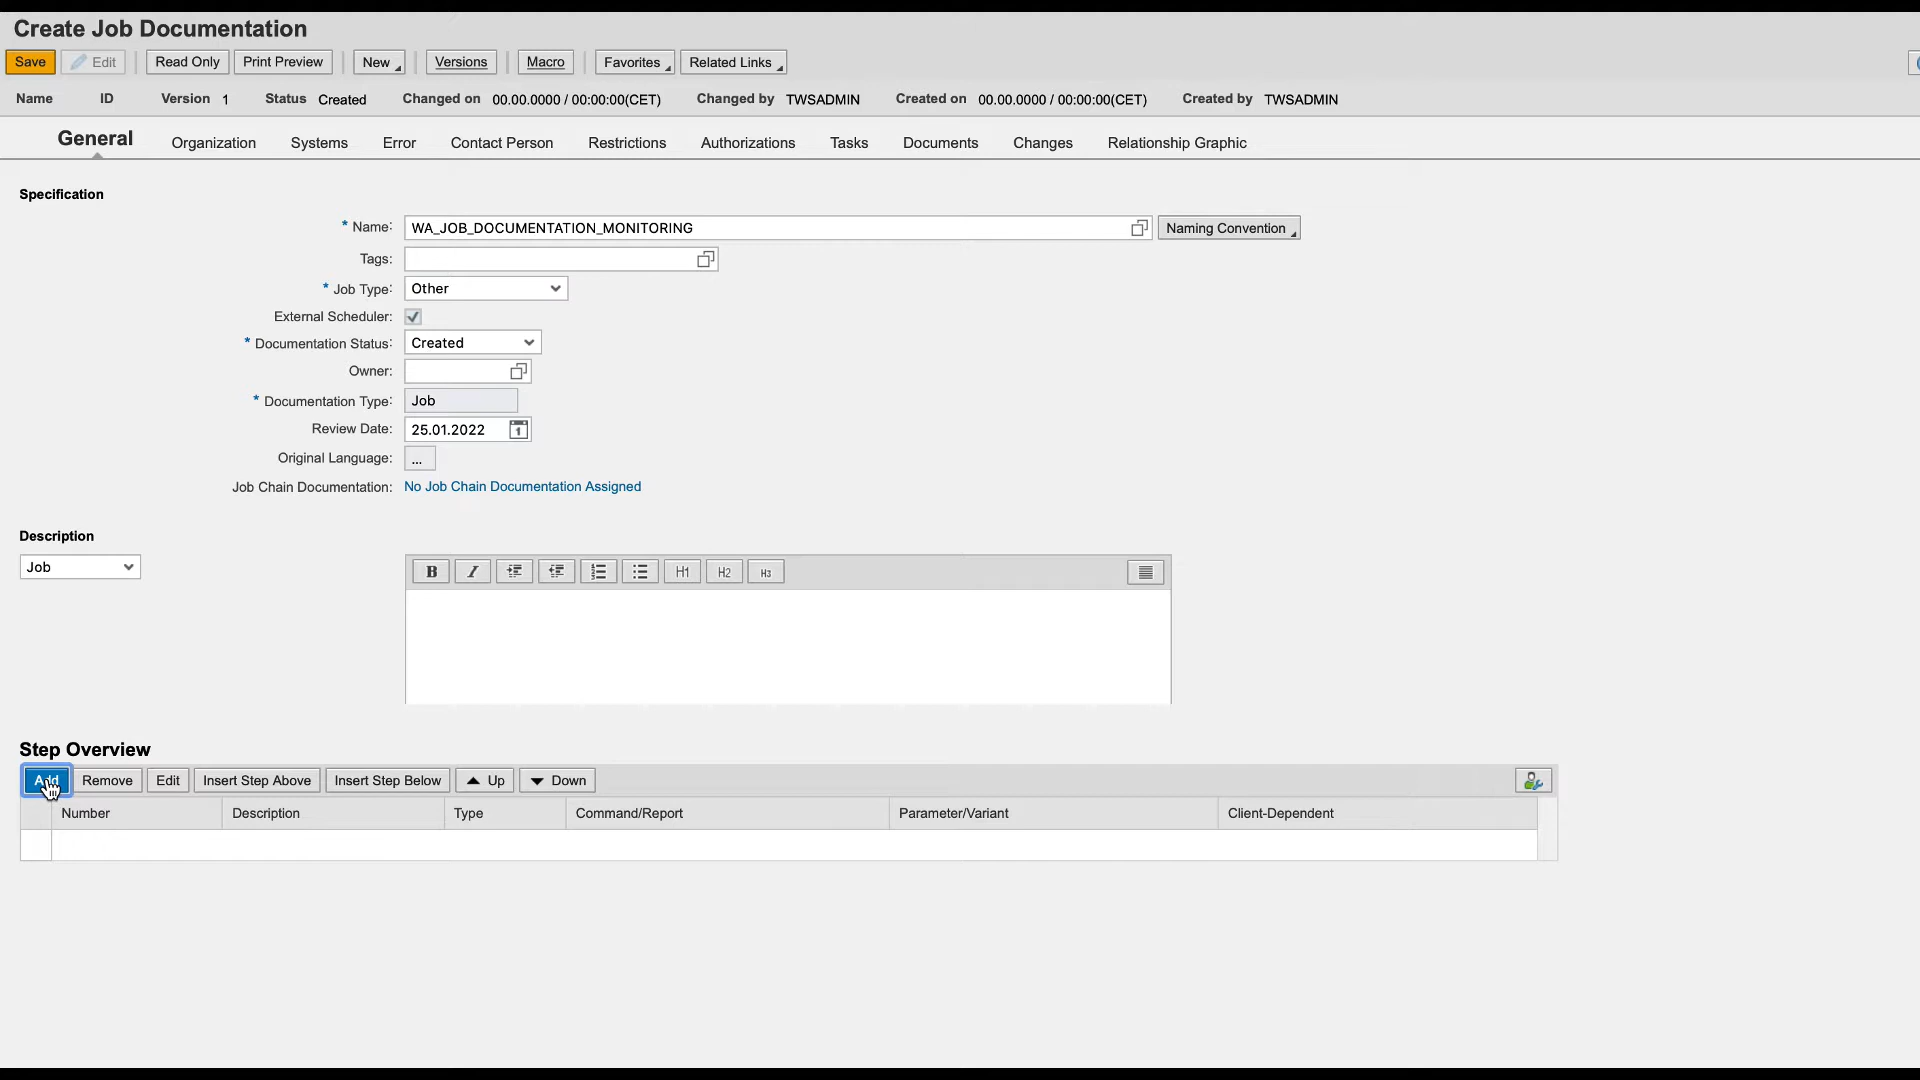 Create Job Documentation
Save Edit Read Only Print Preview New Versions Macro Favorites Related Links
Name ID Version 1 Status Created Changed on 00.00.0000 / 00:00:00(CET) Changed by TWSADMIN Created on 00.00.0000 / 00:00:00(CET) Created by TWSADMIN
General Organization Systems Error Contact Person Restrictions Authorizations Tasks Documents Changes Relationship Graphic
Specification
* Name: WA_JOB_DOCUMENTATION_MONITORING Naming Convention
Tags:
* Job Type: Other
External Scheduler:
* Documentation Status: Created
Owner:
* Documentation Type: Job
Review Date: 25.01.2022 1
Original Language: ...
Job Chain Documentation: No Job Chain Documentation Assigned
Description
Job B I H1 H2 H3
Step Overview
Add Remove Edit Insert Step Above Insert Step Below Up Down
Number Description Type Command/Report Parameter/Variant Client-Dependent